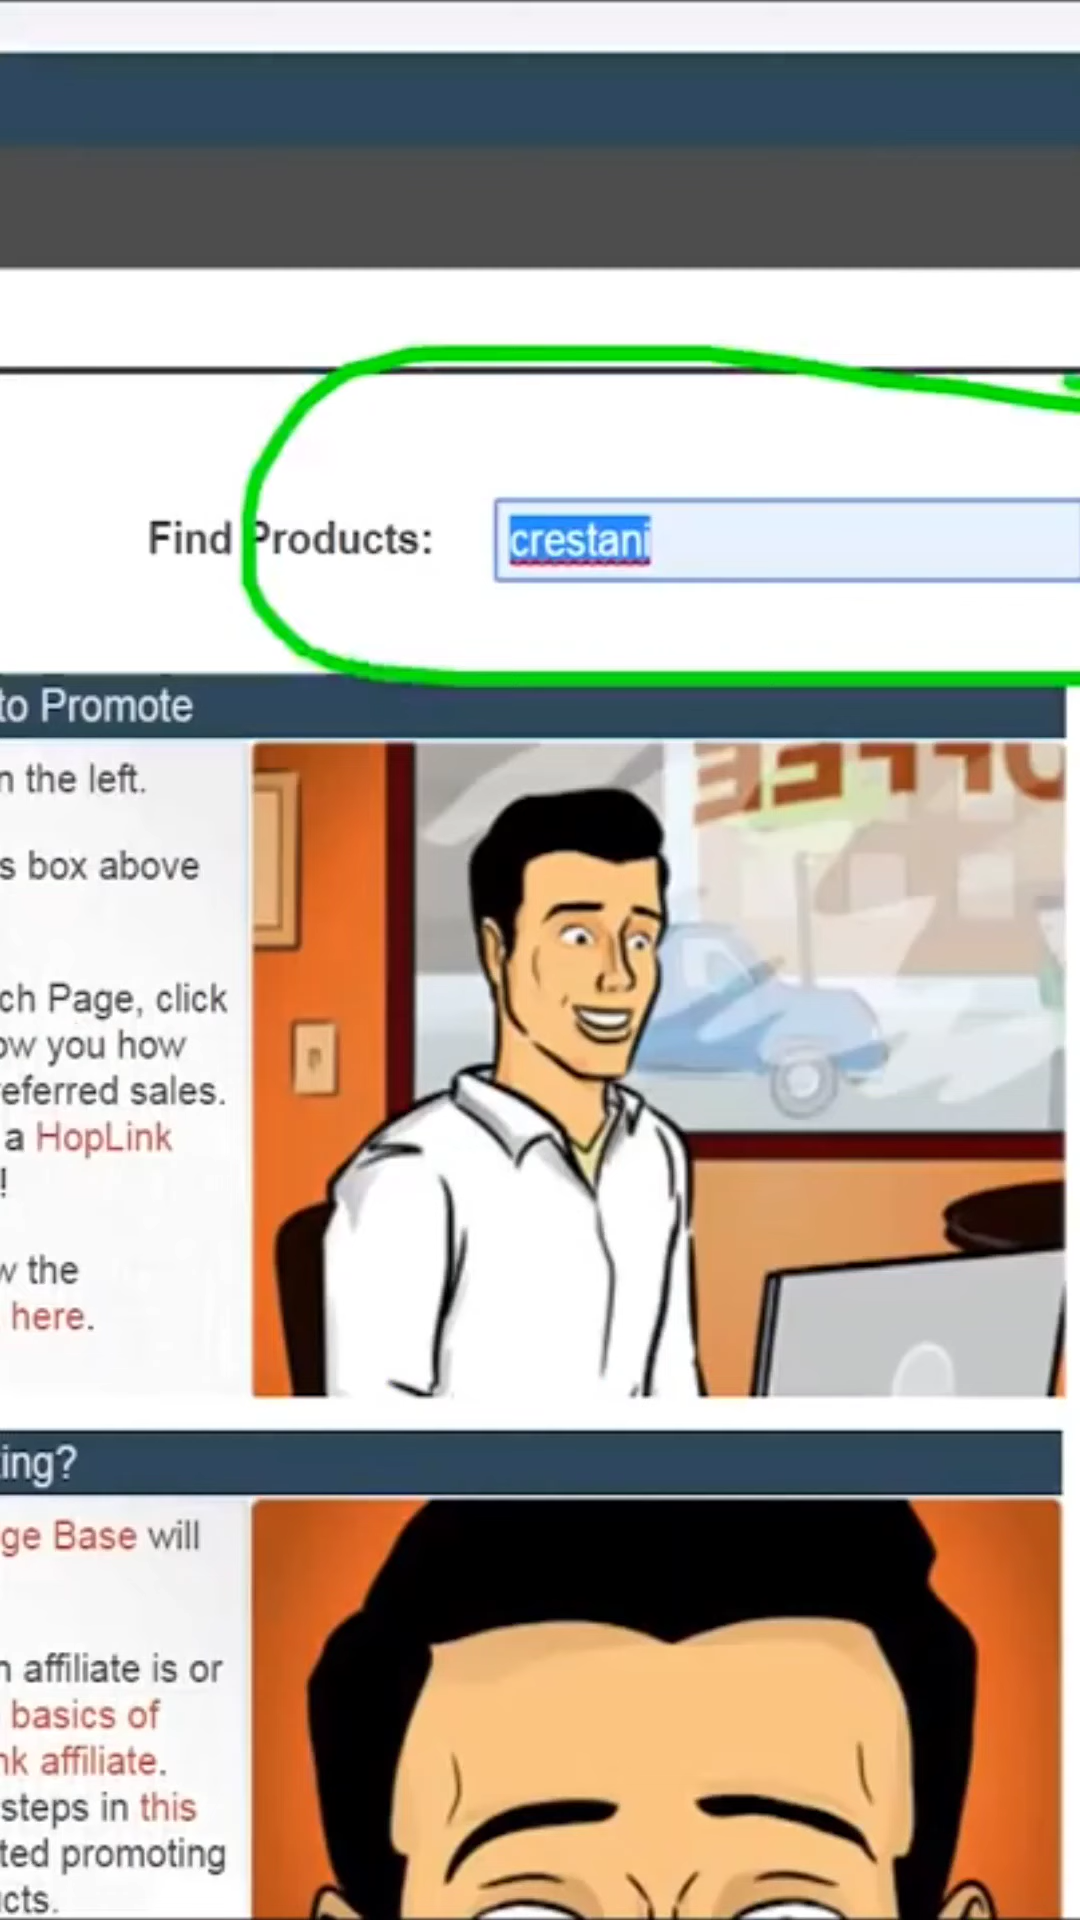 Find Products:
crestani
to Promote
n the left.
s box above
ch Page, click
ow you how
eferred sales.
a HopLink
!
w the
here.
ing?
ge Base will
n affiliate is or
basics of
nk affiliate.
steps in this
ted promoting
cts.